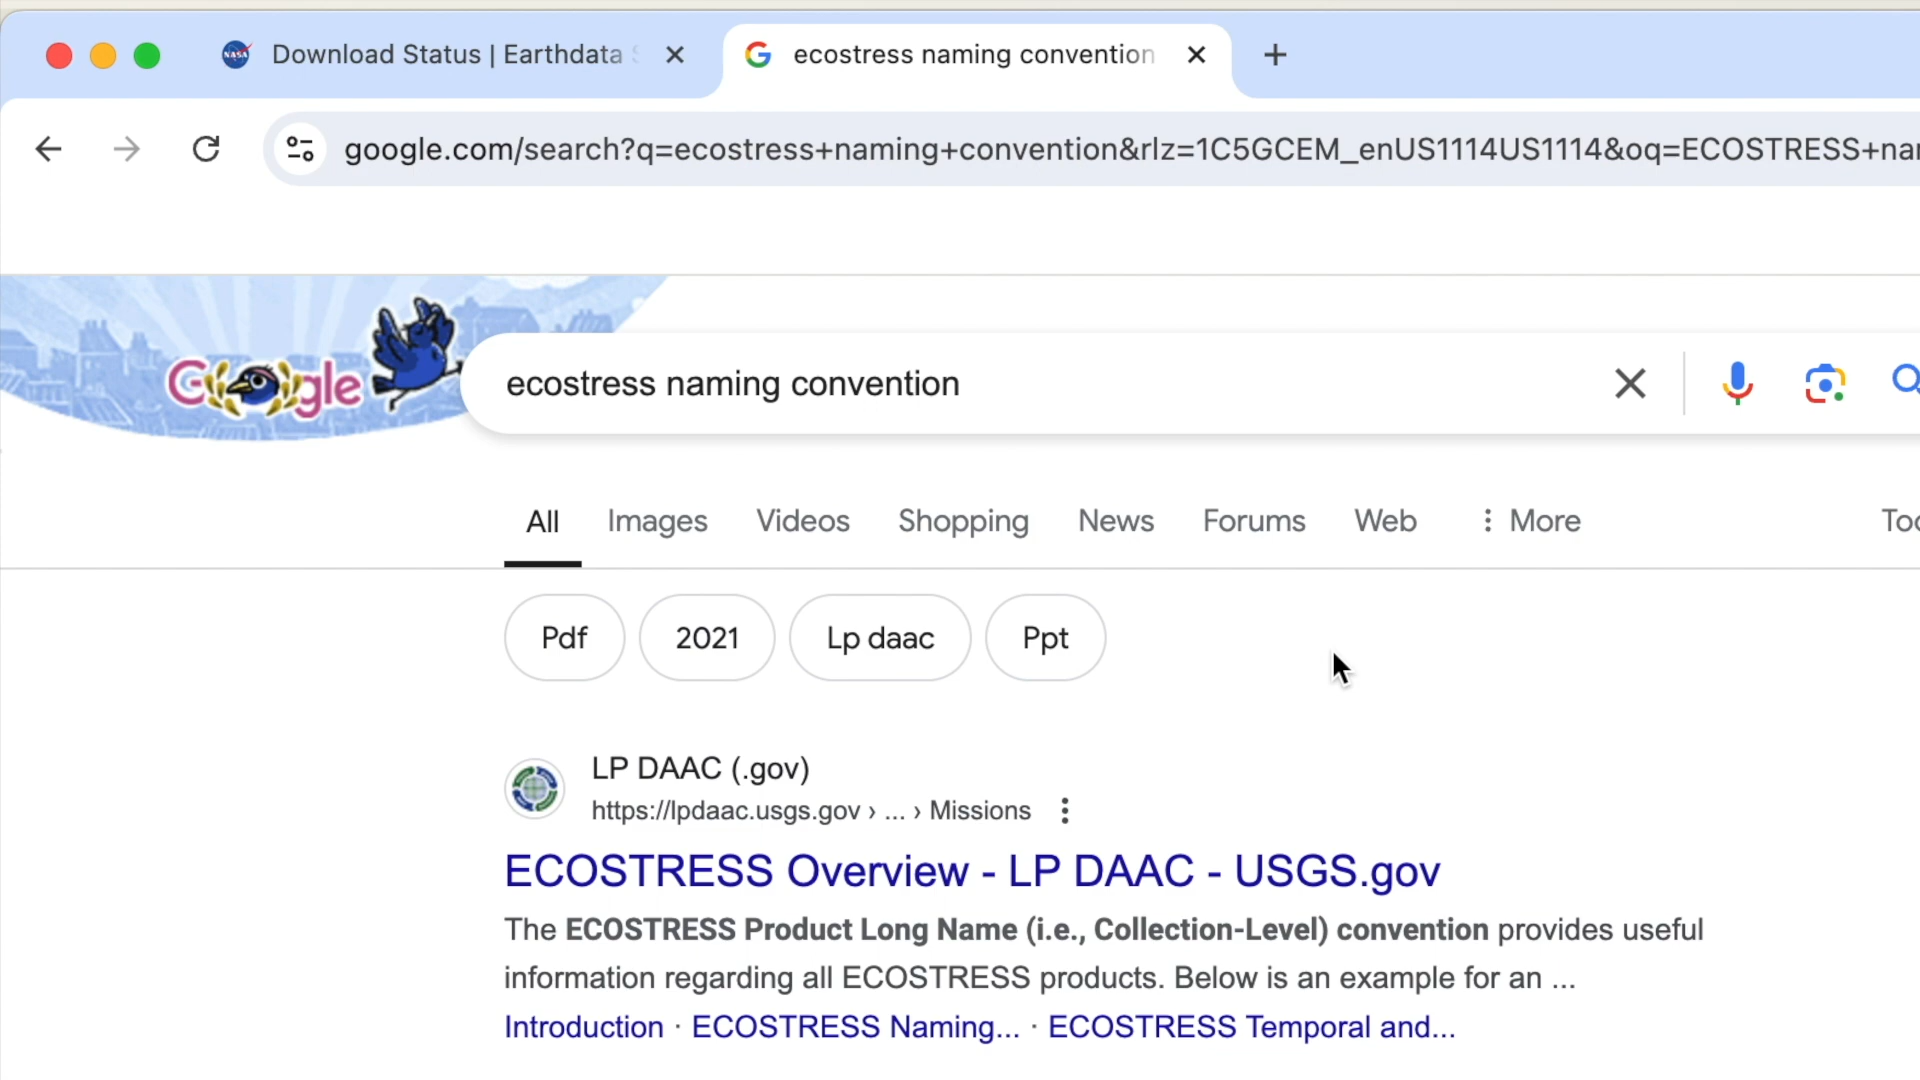 Download Status | Earthdata
ecostress naming convention
google.com/search?q=ecostress+naming+convention&rlz=1C5GCEM_enUS1114US1114&oq=ECOSTRESS+nar
Google
ecostress naming convention
All Images Videos Shopping News Forums Web More
Pdf 2021 Lp daac Ppt
LP DAAC (.gov)
https://lpdaac.usgs.gov › ... › Missions
ECOSTRESS Overview - LP DAAC - USGS.gov
The ECOSTRESS Product Long Name (i.e., Collection-Level) convention provides useful
information regarding all ECOSTRESS products. Below is an example for an ...
Introduction · ECOSTRESS Naming... · ECOSTRESS Temporal and...